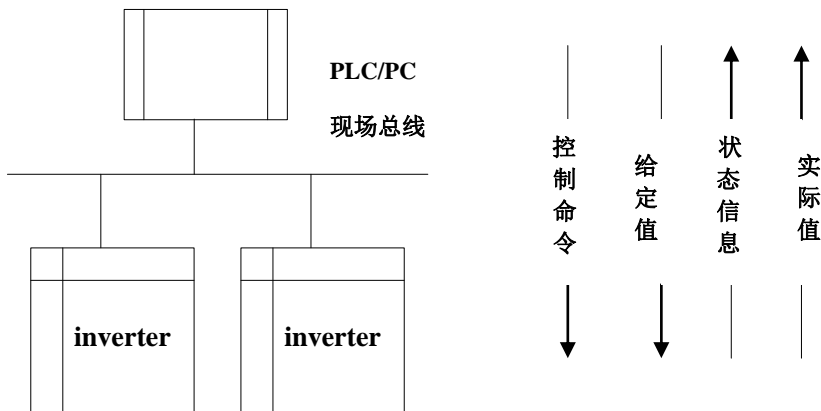 PLC/PC
现场总线
inverter
inverter
控制命令
给定值
状态信息
实际值